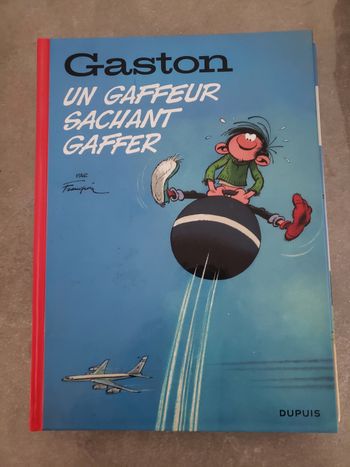 Gaston
UN GAFFEUR
SACHANT
GAFFER
PAR
Franquin
DUPUIS